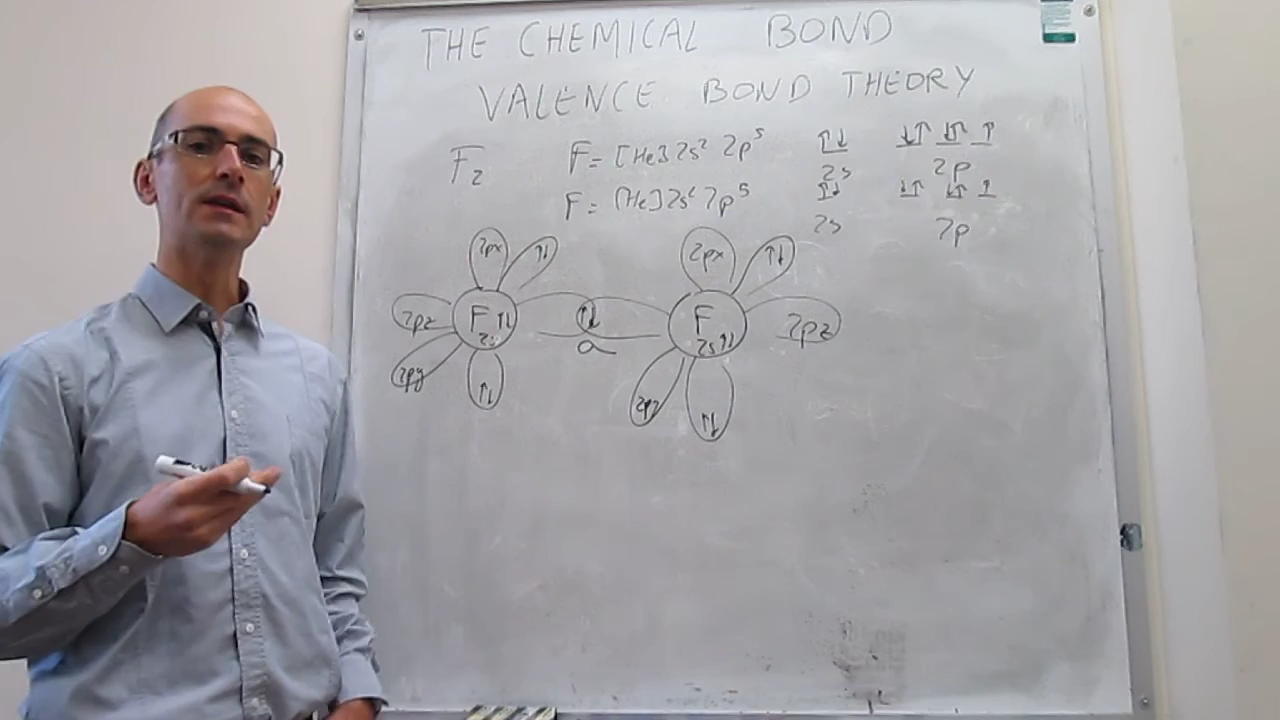 THE CHEMICAL BOND
VALENCE BOND THEORY
F₂ F = [He] 2s² 2p⁵ ↑↓ ↓↑ ↓↑ ↑
2s 2p
F = [He] 2s² 2p⁵ ↑↓ ↓↑ ↓↑ ↑
2s 2p
2px ↑↓ 2px ↑↓
2pz F ↑↓ ↑↓ F 2pz
2s σ 2s ↑↓
2py ↑↓ ↑↓